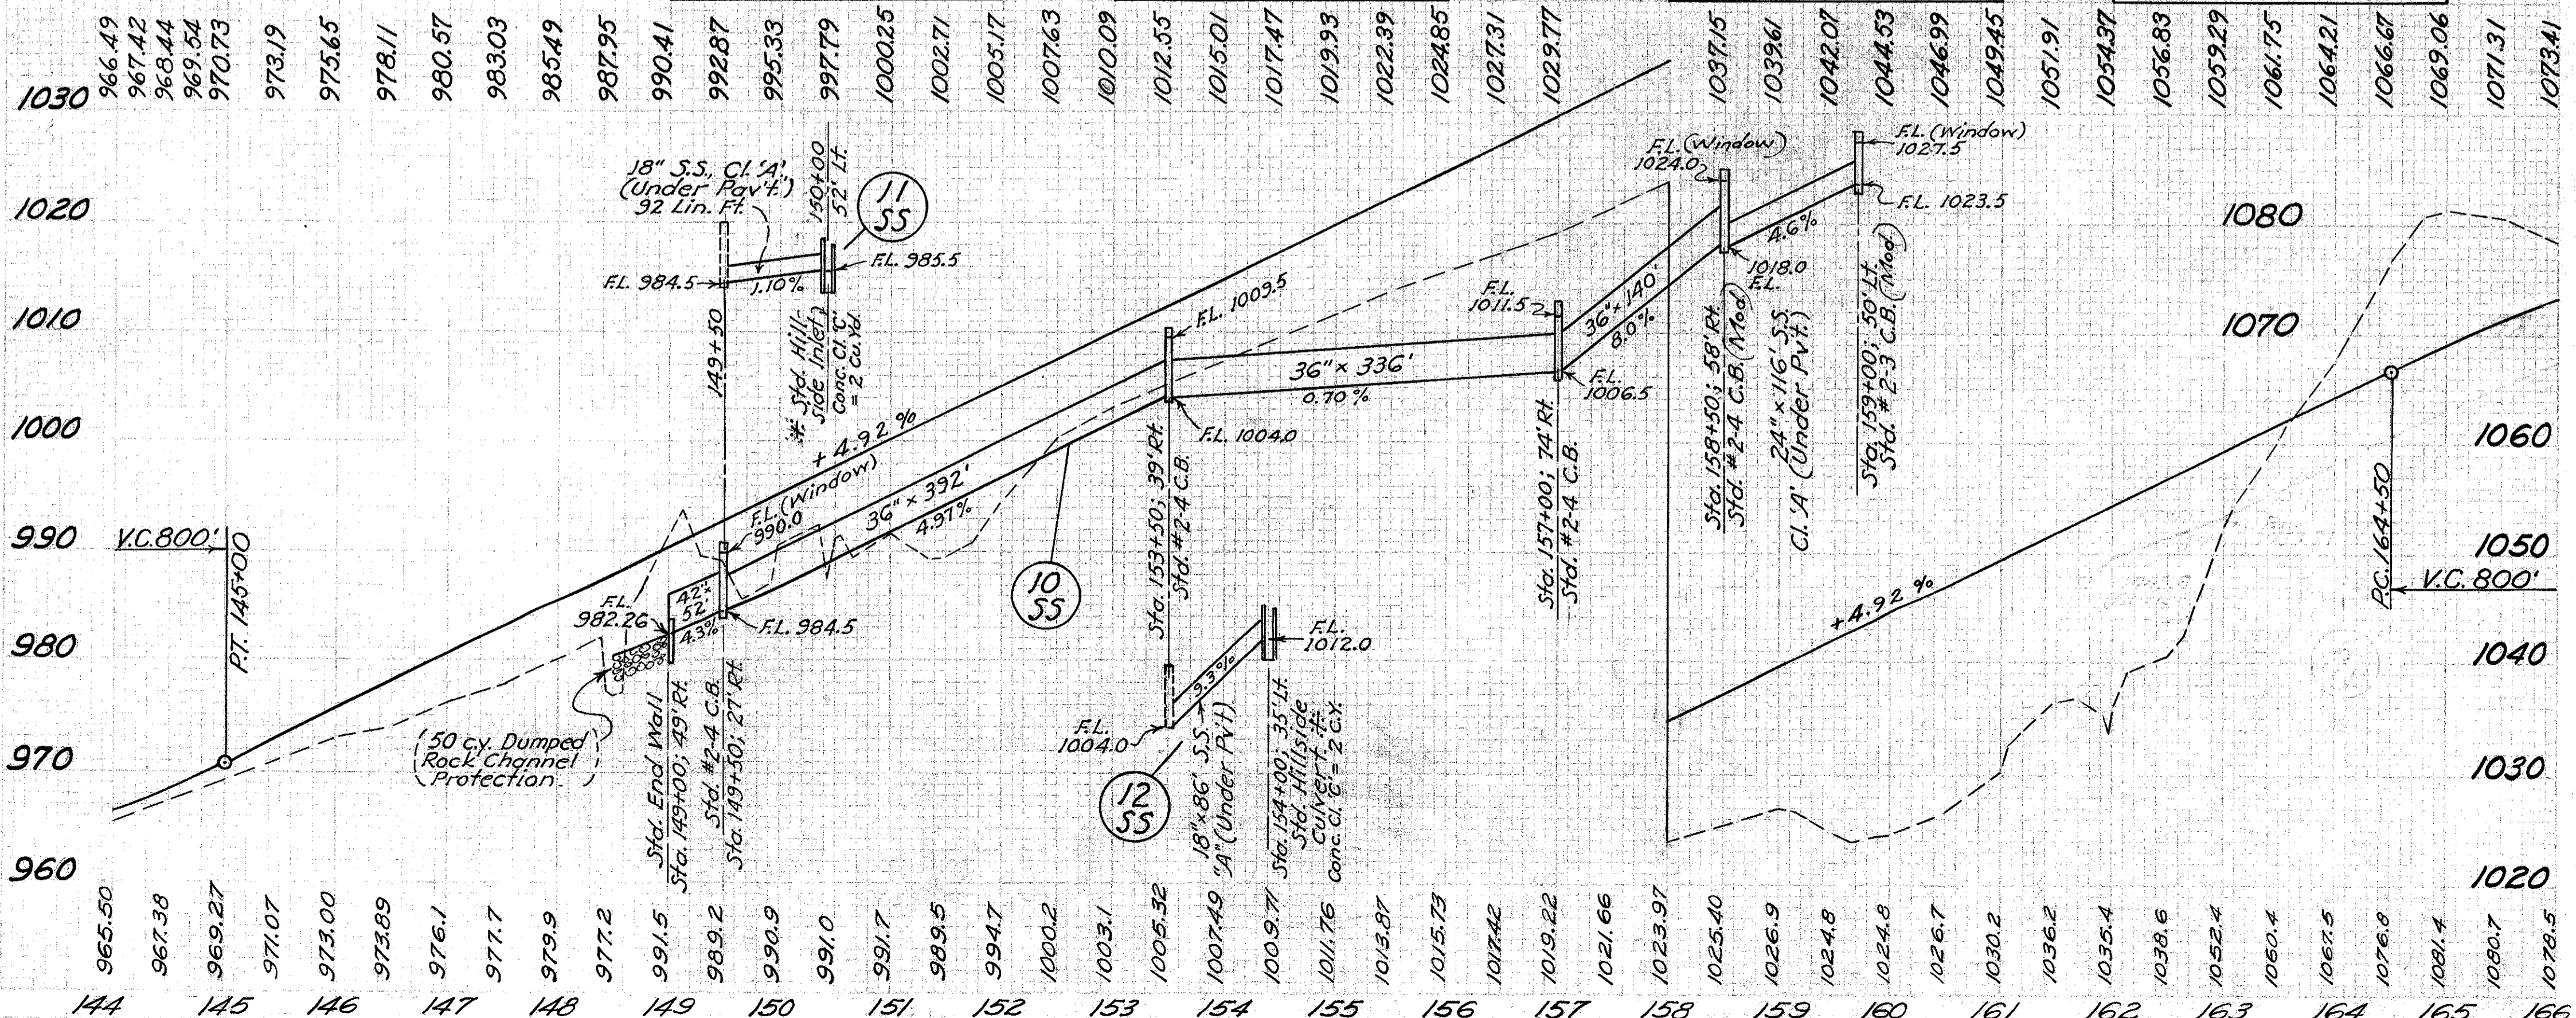 966.49 967.42 968.44 969.54 970.73 973.19 975.65 978.11 980.57 983.03 985.49 987.95 990.41 992.87 995.33 997.79 1000.25 1002.71 1005.17 1007.63 1010.09 1012.55 1015.01 1017.47 1019.93 1022.39 1024.85 1027.31 1029.77 1037.15 1039.61 1042.07 1044.53 1046.99 1049.45 1051.91 1054.37 1056.83 1059.29 1061.75 1064.21 1066.67 1069.06 1071.31 1073.41
1030
1020
1010
1000
990
980
970
960
V.C. 800'
P.T. 145+00
18" S.S., Cl. 'A',
(Under Pav't.)
92 Lin. Ft.
150+00
52' Lt.
11
SS
F.L. 984.5
1.10%
F.L. 985.5
149+50
# Std. Hill-
side Inlet
Conc. Cl. 'C'
= 2 Cu. Yd.
+ 4.92 %
F.L. (Window)
990.0
36" x 392'
4.97%
F.L.
982.26
42" x
52'
4.3%
F.L. 984.5
(50 c.y. Dumped
Rock Channel
Protection.)
Std. End Wall
Sta. 149+00; 49' Rt.
Std. #2-4 C.B.
Sta. 149+50; 27' Rt.
10
SS
F.L. 1009.5
F.L. 1004.0
Sta. 153+50; 39' Rt.
Std. #2-4 C.B.
36" x 336'
0.70 %
F.L.
1004.0
9.3%
F.L.
1012.0
12
SS
18" x 86' S.S.
"A" (Under Pv't)
Sta. 154+00; 35' Lt.
Std. Hillside
Culvert #
Conc. Cl. 'C' = 2 C.Y.
F.L.
1011.5
F.L.
1006.5
Sta. 157+00; 74' Rt.
Std. #2-4 C.B.
36" x 140'
8.0%
F.L. (Window)
1024.0
1018.0
F.L.
Sta. 158+50; 58' Rt.
Std. #2-4 C.B. (Mod)
4.6%
24" x 116' S.S.
Cl. 'A' (Under Pvt.)
F.L. (Window)
1027.5
F.L. 1023.5
Sta. 159+00; 50' Lt.
Std. #2-3 C.B. (Mod)
+ 4.92 %
P.C. 164+50
V.C. 800'
1080
1070
1060
1050
1040
1030
1020
965.50 967.38 969.27 971.07 973.00 973.89 976.1 977.7 979.9 977.2 991.5 989.2 990.9 991.0 991.7 989.5 994.7 1000.2 1003.1 1005.32 1007.49 1009.71 1011.76 1013.87 1015.73 1017.42 1019.22 1021.66 1023.97 1025.40 1026.9 1024.8 1024.8 1026.7 1030.2 1036.2 1035.4 1038.6 1052.4 1060.4 1067.5 1076.8 1081.4 1080.7 1078.5
144 145 146 147 148 149 150 151 152 153 154 155 156 157 158 159 160 161 162 163 164 165 166